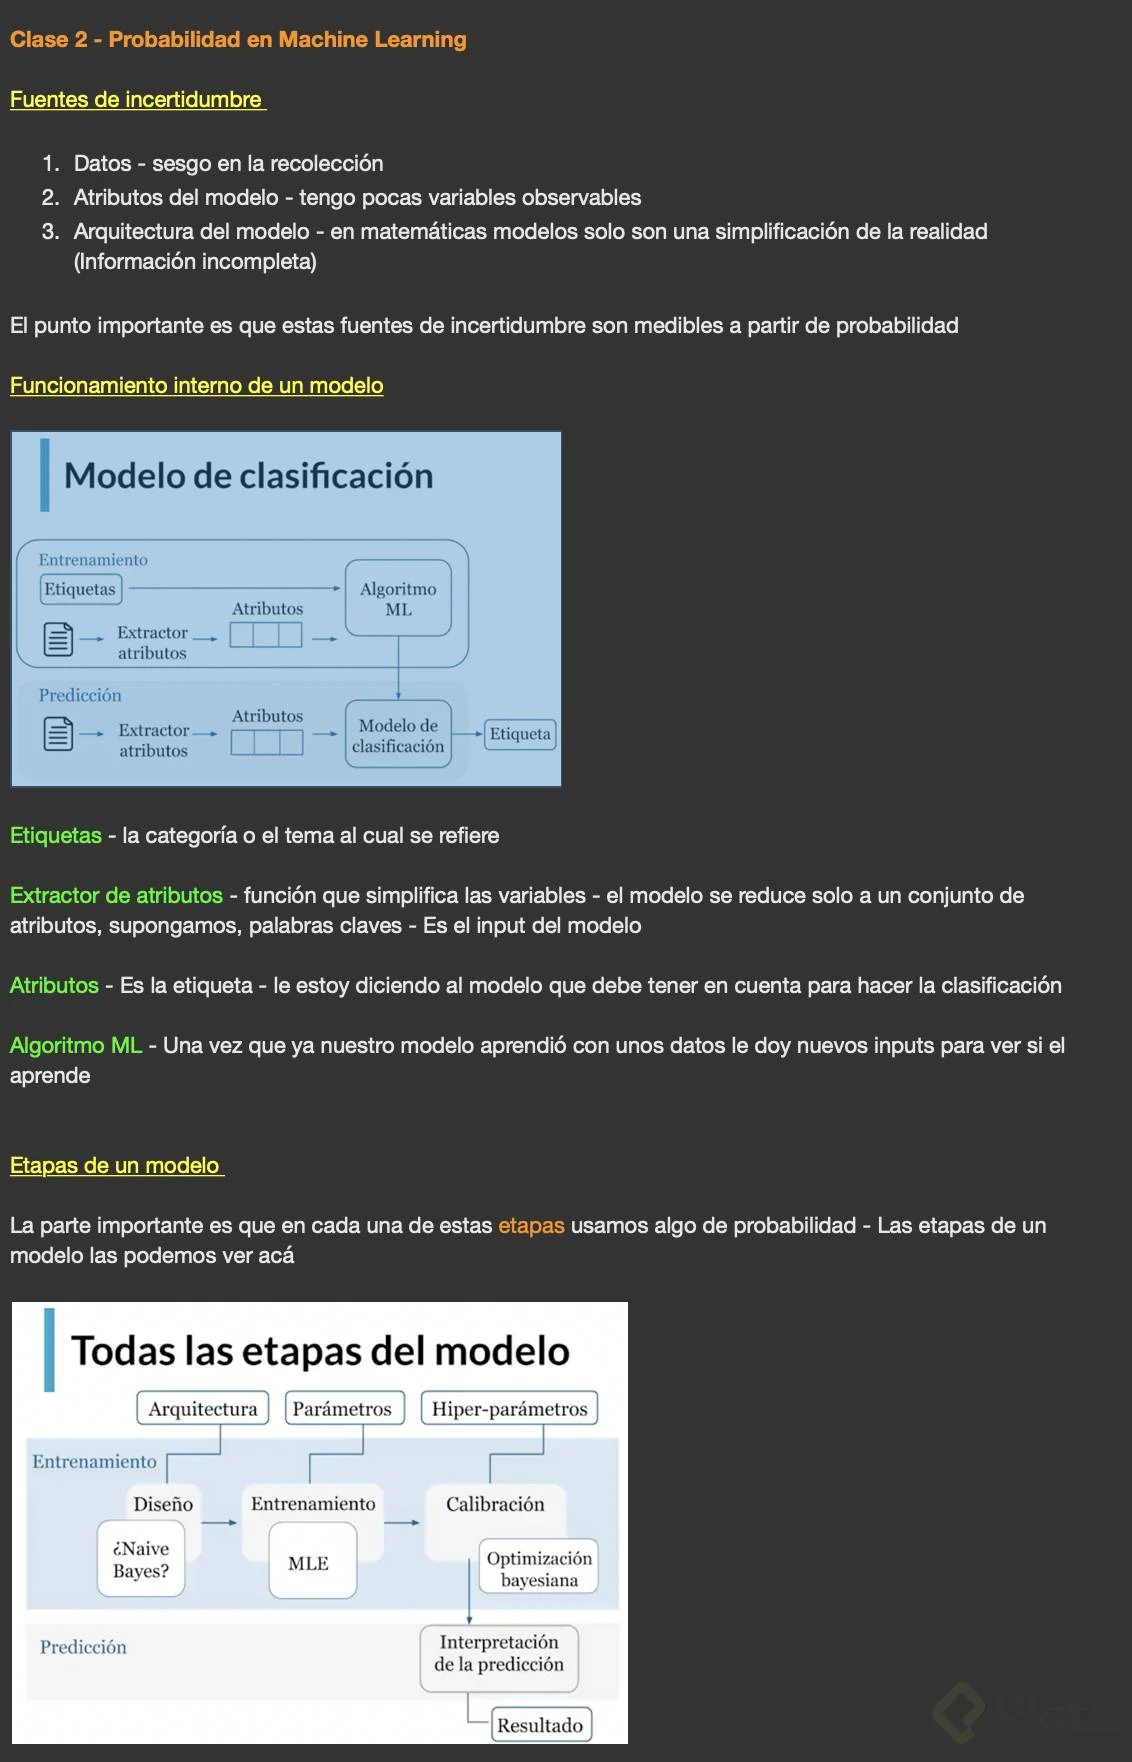 Clase 2 - Probabilidad en Machine Learning
Fuentes de incertidumbre
1. Datos - sesgo en la recolección
2. Atributos del modelo - tengo pocas variables observables
3. Arquitectura del modelo - en matemáticas modelos solo son una simplificación de la realidad
(Información incompleta)
El punto importante es que estas fuentes de incertidumbre son medibles a partir de probabilidad
Funcionamiento interno de un modelo
Modelo de clasificación
Entrenamiento
Etiquetas
Algoritmo
ML
Atributos
Extractor
atributos
Predicción
Atributos
Extractor
atributos
Modelo de
clasificación
Etiqueta
Etiquetas - la categoría o el tema al cual se refiere
Extractor de atributos - función que simplifica las variables - el modelo se reduce solo a un conjunto de
atributos, supongamos, palabras claves - Es el input del modelo
Atributos - Es la etiqueta - le estoy diciendo al modelo que debe tener en cuenta para hacer la clasificación
Algoritmo ML - Una vez que ya nuestro modelo aprendió con unos datos le doy nuevos inputs para ver si el
aprende
Etapas de un modelo
La parte importante es que en cada una de estas etapas usamos algo de probabilidad - Las etapas de un
modelo las podemos ver acá
Todas las etapas del modelo
Arquitectura
Parámetros
Hiper-parámetros
Entrenamiento
Diseño
Entrenamiento
Calibración
¿Naive
Bayes?
MLE
Optimización
bayesiana
Predicción
Interpretación
de la predicción
Resultado